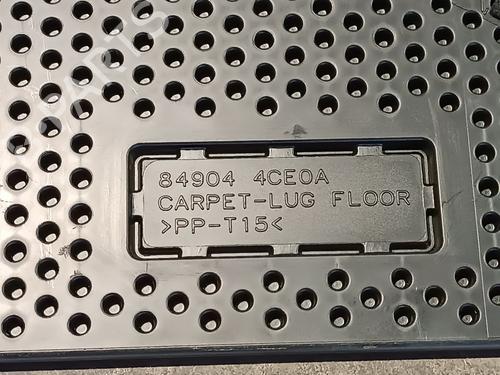 84904 4CE0A
CARPET-LUG FLOOR
>PP-T15<